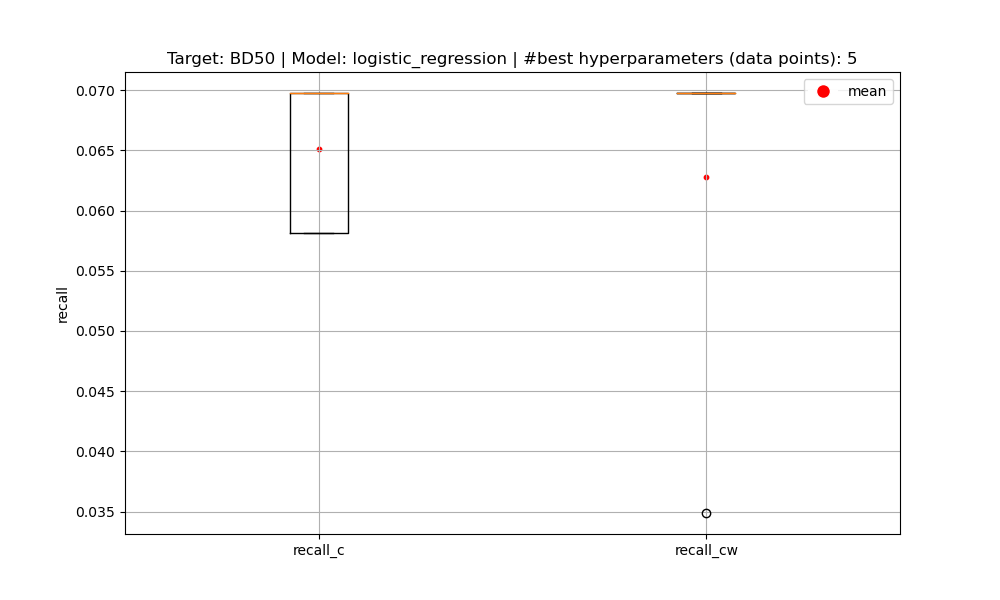 Target: BD50 | Model: logistic_regression | #best hyperparameters (data points): 5
mean
0.070
0.065
0.060
0.055
0.050
0.045
0.040
0.035
recall
recall_c
recall_cw